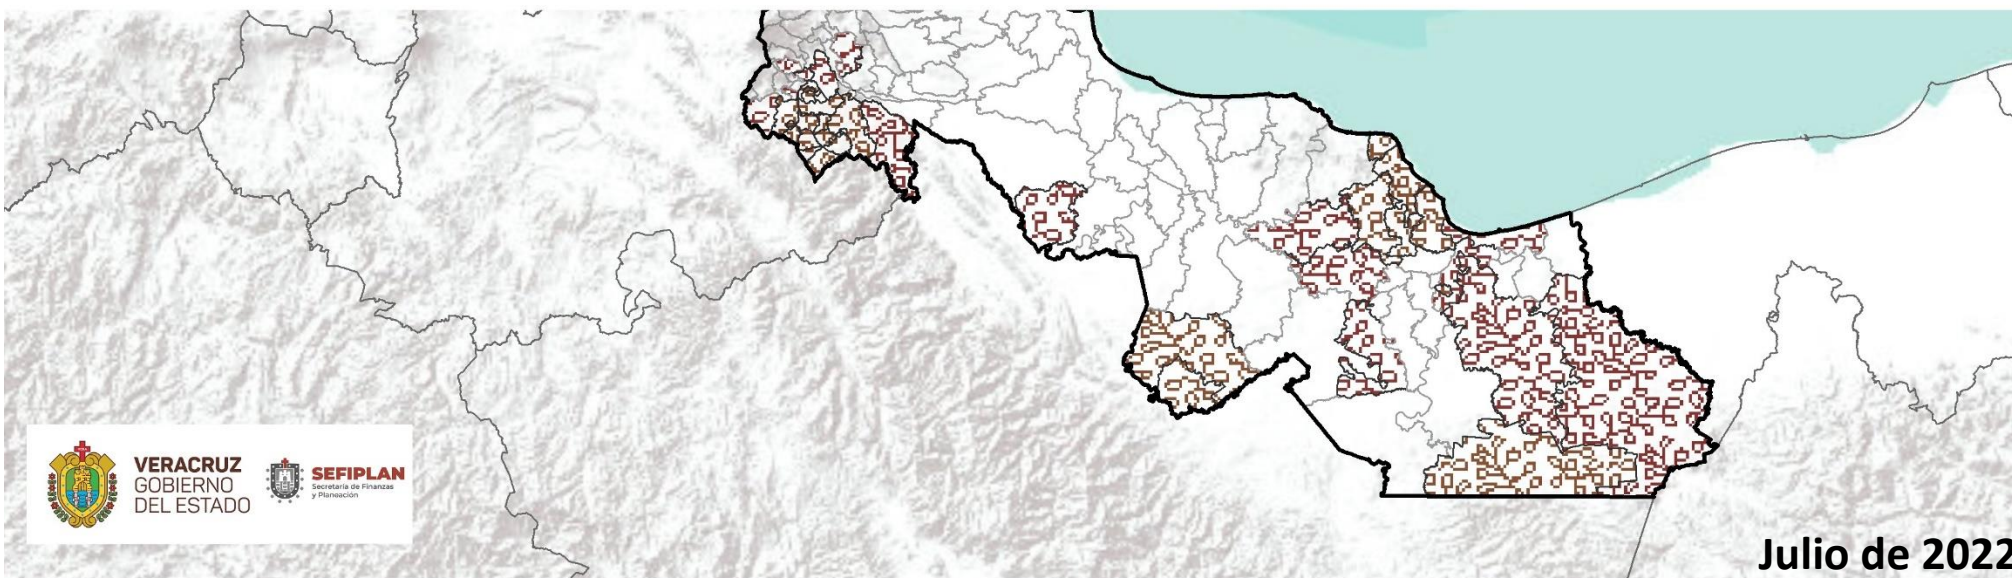 VERACRUZ
GOBIERNO
DEL ESTADO
SEFIPLAN
Secretaría de Finanzas
y Planeación
Julio de 2022